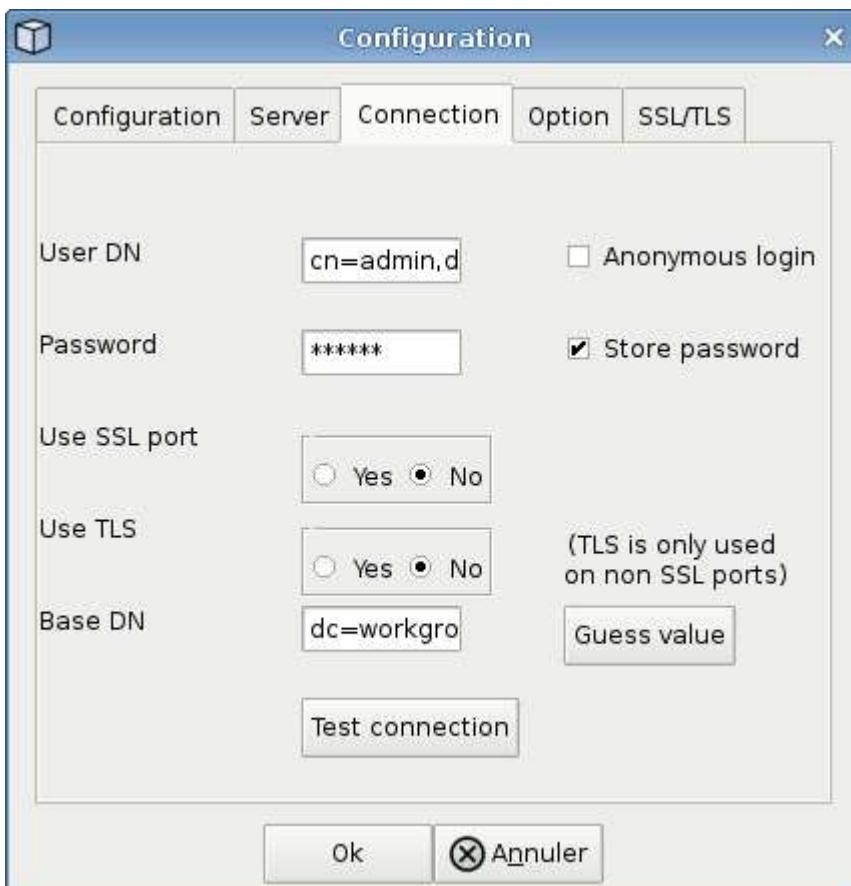 Configuration
Configuration Server Connection Option SSL/TLS
User DN cn=admin,d Anonymous login
Password ****** Store password
Use SSL port
Yes No
Use TLS
Yes No
(TLS is only used
on non SSL ports)
Base DN dc=workgro Guess value
Test connection
Ok Annuler